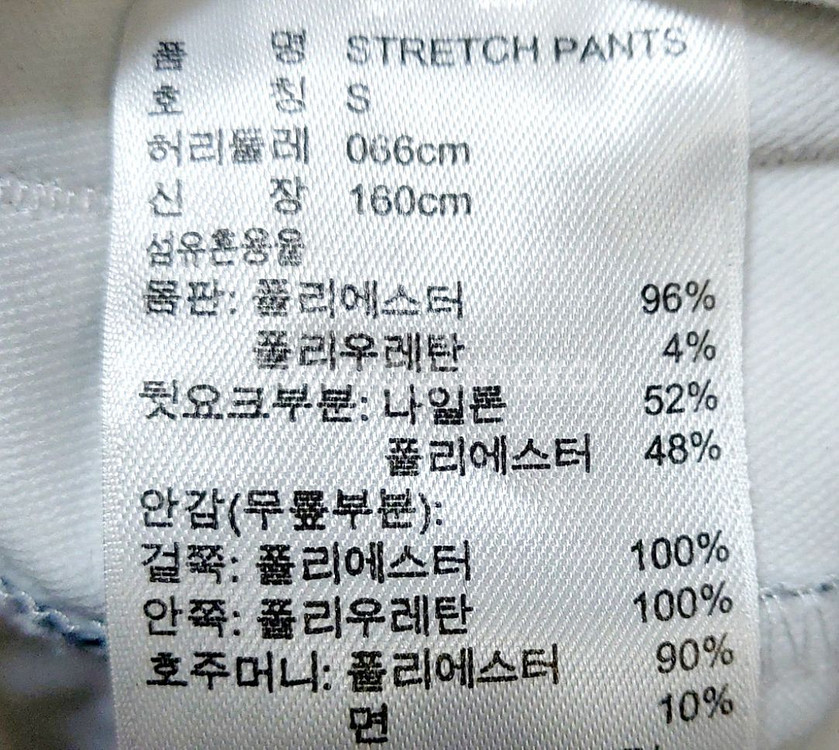 품 명 STRETCH PANTS
호 칭 S
허리둘레 066cm
신 장 160cm
섬유혼용율
몸판: 폴리에스터 96%
폴리우레탄 4%
뒷요크부분: 나일론 52%
폴리에스터 48%
안감(무릎부분):
겉쪽: 폴리에스터 100%
안쪽: 폴리우레탄 100%
호주머니: 폴리에스터 90%
면 10%